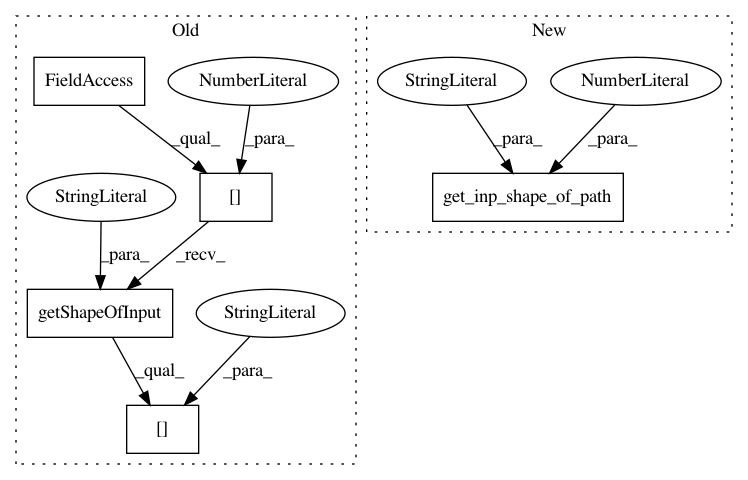 Old
New
FieldAccess
NumberLiteral
StringLiteral
NumberLiteral
_qual_
_para_
_para_
_para_
StringLiteral
[]
get_inp_shape_of_path
_para_
_recv_
getShapeOfInput
StringLiteral
_qual_
_para_
[]